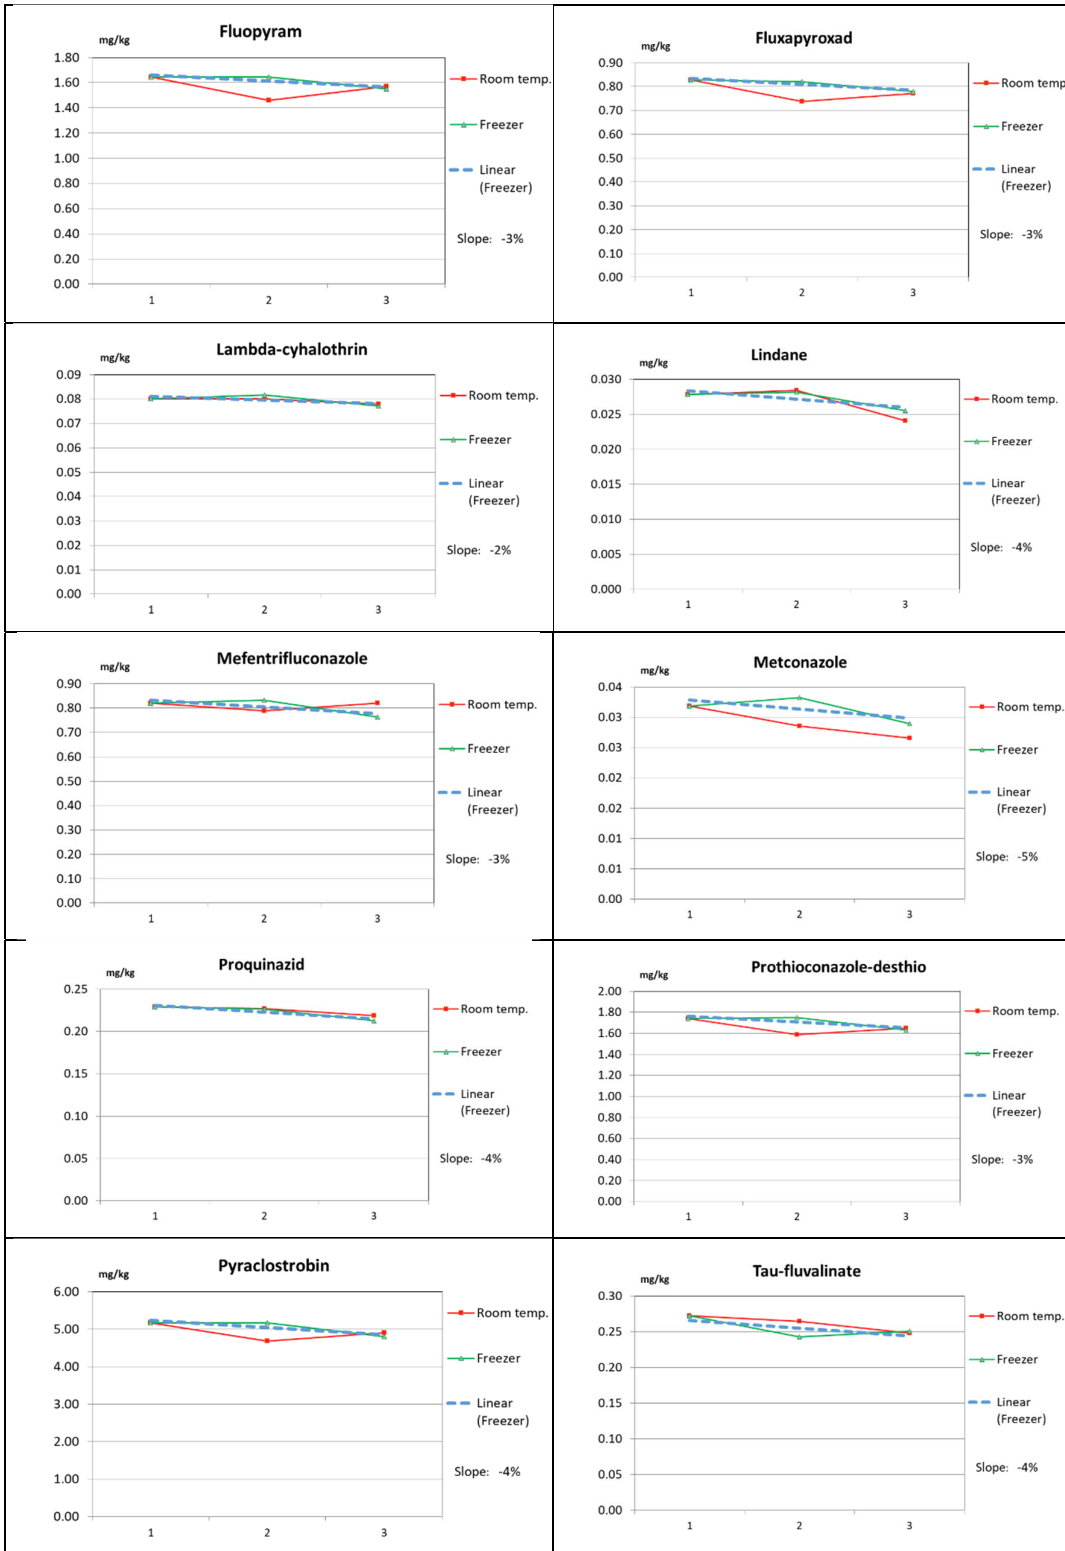 Fluopyram
mg/kg
1.80
1.60
1.40
1.20
1.00
0.80
0.60
0.40
0.20
0.00
1 2 3
Room temp.
Freezer
Linear
(Freezer)
Slope: -3%
Fluxapyroxad
mg/kg
0.90
0.80
0.70
0.60
0.50
0.40
0.30
0.20
0.10
0.00
1 2 3
Room temp.
Freezer
Linear
(Freezer)
Slope: -3%
Lambda-cyhalothrin
mg/kg
0.09
0.08
0.07
0.06
0.05
0.04
0.03
0.02
0.01
0.00
1 2 3
Room temp.
Freezer
Linear
(Freezer)
Slope: -2%
Lindane
mg/kg
0.030
0.025
0.020
0.015
0.010
0.005
0.000
1 2 3
Room temp.
Freezer
Linear
(Freezer)
Slope: -4%
Mefentrifluconazole
mg/kg
0.90
0.80
0.70
0.60
0.50
0.40
0.30
0.20
0.10
0.00
1 2 3
Room temp.
Freezer
Linear
(Freezer)
Slope: -3%
Metconazole
mg/kg
0.04
0.03
0.03
0.02
0.02
0.01
0.01
0.00
1 2 3
Room temp.
Freezer
Linear
(Freezer)
Slope: -5%
Proquinazid
mg/kg
0.25
0.20
0.15
0.10
0.05
0.00
1 2 3
Room temp.
Freezer
Linear
(Freezer)
Slope: -4%
Prothioconazole-desthio
mg/kg
2.00
1.80
1.60
1.40
1.20
1.00
0.80
0.60
0.40
0.20
0.00
1 2 3
Room temp.
Freezer
Linear
(Freezer)
Slope: -3%
Pyraclostrobin
mg/kg
6.00
5.00
4.00
3.00
2.00
1.00
0.00
1 2 3
Room temp.
Freezer
Linear
(Freezer)
Slope: -4%
Tau-fluvalinate
mg/kg
0.30
0.25
0.20
0.15
0.10
0.05
0.00
1 2 3
Room temp.
Freezer
Linear
(Freezer)
Slope: -4%